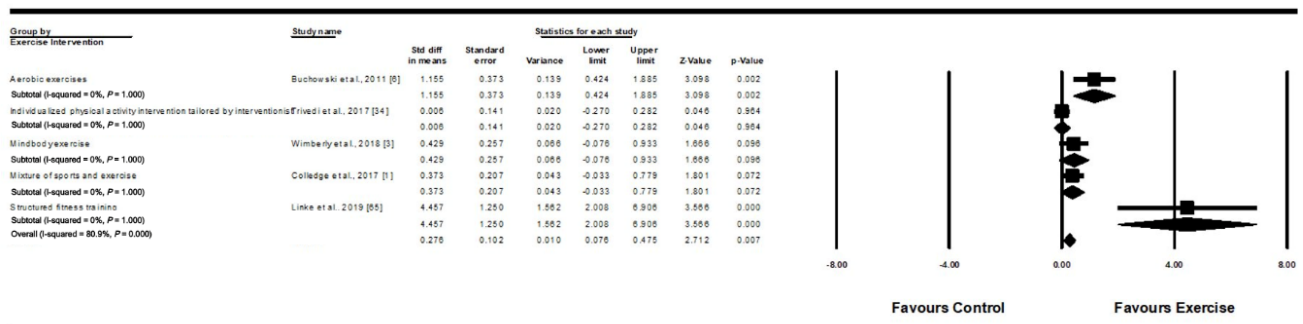 Group by Study name Statistics for each study
Exercise Intervention
Std diff in means Standard error Variance Lower limit Upper limit Z-Value p-Value
Aerobic exercises Buchowski et al., 2011 [6] 1.155 0.373 0.139 0.424 1.885 3.098 0.002
Subtotal (I-squared = 0%, P = 1.000) 1.155 0.373 0.139 0.424 1.885 3.098 0.002
Individualized physical activity intervention tailored by interventionist Trivedi et al., 2017 [34] 0.006 0.141 0.020 -0.270 0.282 0.046 0.964
Subtotal (I-squared = 0%, P = 1.000) 0.006 0.141 0.020 -0.270 0.282 0.046 0.964
Mindbodyexercise Wimberly et al., 2018 [3] 0.429 0.257 0.066 -0.076 0.933 1.666 0.096
Subtotal (I-squared = 0%, P = 1.000) 0.429 0.257 0.066 -0.076 0.933 1.666 0.096
Mixture of sports and exercise Colledge et al., 2017 [1] 0.373 0.207 0.043 -0.033 0.779 1.801 0.072
Subtotal (I-squared = 0%, P = 1.000) 0.373 0.207 0.043 -0.033 0.779 1.801 0.072
Structured fitness training Linke et al. 2019 [65] 4.457 1.250 1.562 2.008 6.906 3.566 0.000
Subtotal (I-squared = 0%, P = 1.000) 4.457 1.250 1.562 2.008 6.906 3.566 0.000
Overall (I-squared = 80.9%, P = 0.000) 0.276 0.102 0.010 0.076 0.475 2.712 0.007
-8.00 -4.00 0.00 4.00 8.00
Favours Control Favours Exercise